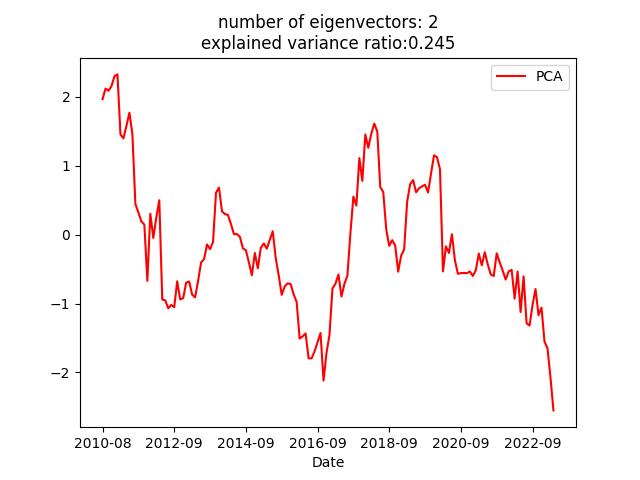 number of eigenvectors: 2
explained variance ratio:0.245
PCA
2
1
0
−1
−2
2010-08 2012-09 2014-09 2016-09 2018-09 2020-09 2022-09
Date